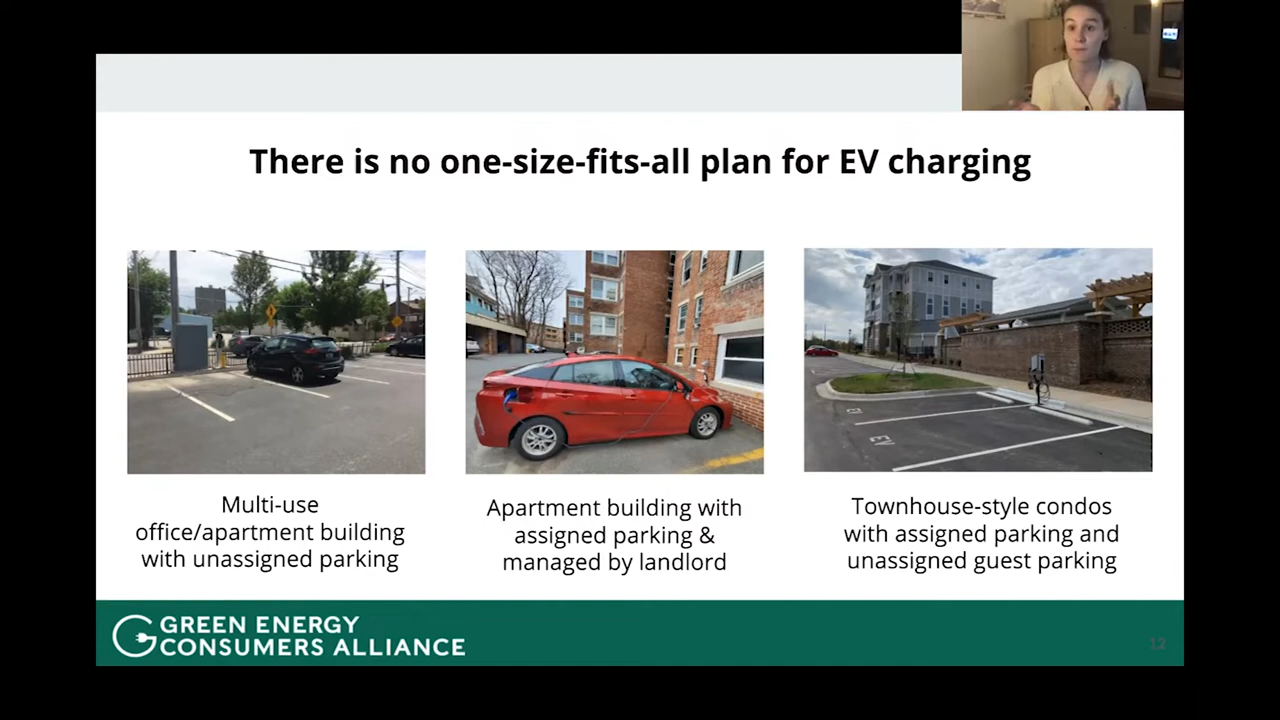 There is no one-size-fits-all plan for EV charging
EV
Multi-use
office/apartment building
with unassigned parking
Apartment building with
assigned parking &
managed by landlord
Townhouse-style condos
with assigned parking and
unassigned guest parking
GREEN ENERGY
CONSUMERS ALLIANCE
12